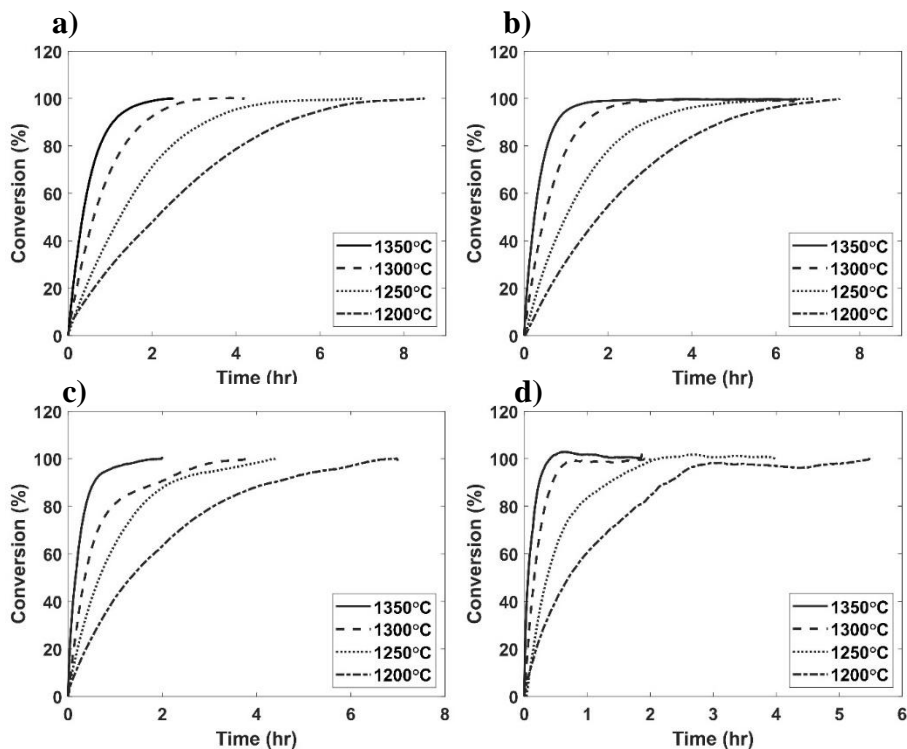 a)
120
100
80
60
40
20
0
Conversion (%)
0 2 4 6 8
Time (hr)
1350°C
1300°C
1250°C
1200°C
b)
120
100
80
60
40
20
0
Conversion (%)
0 2 4 6 8
Time (hr)
1350°C
1300°C
1250°C
1200°C
c)
120
100
80
60
40
20
0
Conversion (%)
0 2 4 6 8
Time (hr)
1350°C
1300°C
1250°C
1200°C
d)
120
100
80
60
40
20
0
Conversion (%)
0 1 2 3 4 5 6
Time (hr)
1350°C
1300°C
1250°C
1200°C